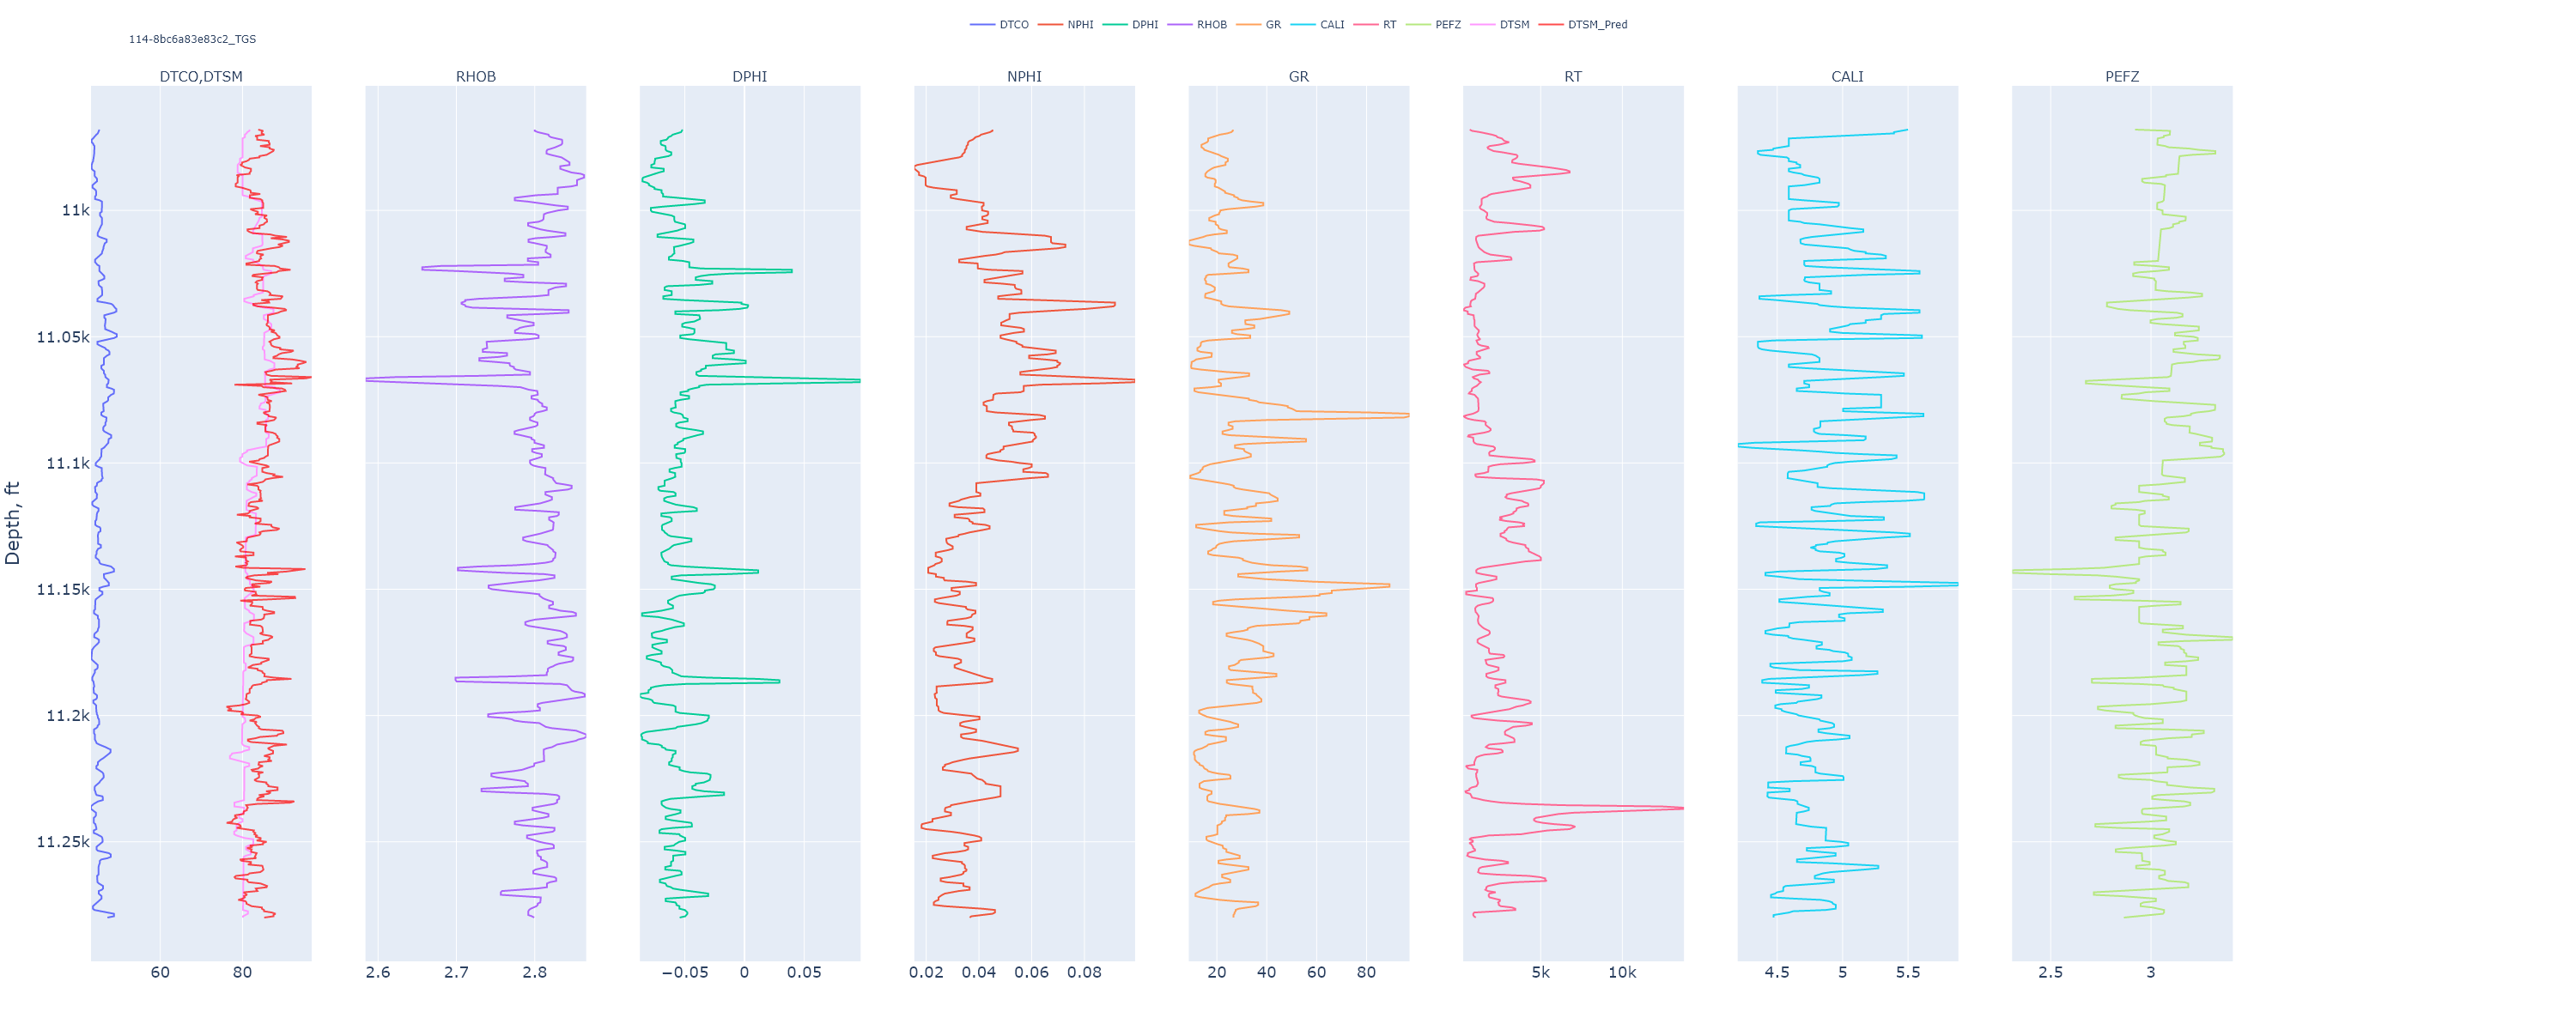 DTCO NPHI DPHI RHOB GR CALI RT PEFZ DTSM DTSM_Pred
114-8bc6a83e83c2_TGS
DTCO,DTSM RHOB DPHI NPHI GR RT CALI PEFZ
Depth, ft
11k
11.05k
11.1k
11.15k
11.2k
11.25k
60 80 2.6 2.7 2.8 −0.05 0 0.05 0.02 0.04 0.06 0.08 20 40 60 80 5k 10k 4.5 5 5.5 2.5 3